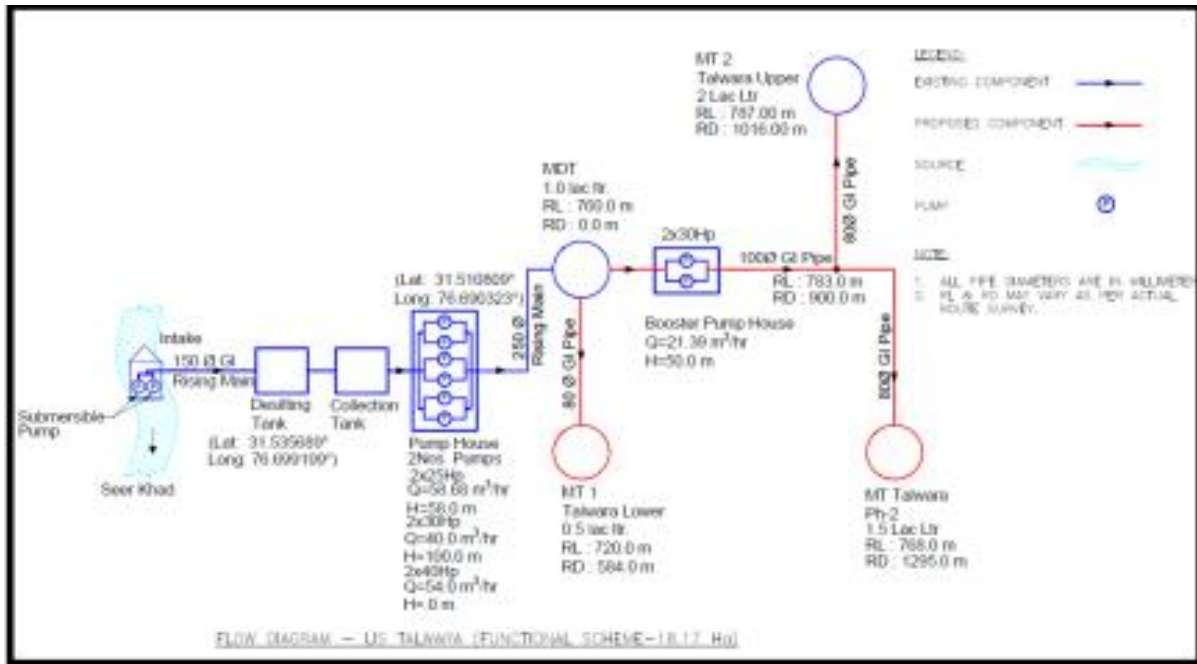 MT 2
Talwara Upper
2 Lac Ltr
RL : 787.00 m
RD : 1016.00 m
LEGEND:
EXISTING COMPONENT
PROPOSED COMPONENT
SOURCE
PUMP
NOTE:
1. ALL PIPE DIAMETERS ARE IN MILLIMETER
2. RL & RD MAY VARY AS PER ACTUAL
ROUTE SURVEY.
MDT
1.0 lac ltr.
RL : 760.0 m
RD : 0.0 m
80Ø GI Pipe
2x30Hp
100Ø GI Pipe
RL : 783.0 m
RD : 900.0 m
Booster Pump House
Q=21.39 m³/hr
H=50.0 m
(Lat: 31.510809°
Long: 76.690323°)
250 Ø
Rising Main
80 Ø GI Pipe
80Ø GI Pipe
Intake
150 Ø GI
Rising Main
Submersible
Pump
Desilting
Tank
Collection
Tank
(Lat: 31.535689°
Long: 76.699199°)
Seer Khad
Pump House
2Nos Pumps
2x25Hp
Q=58.68 m³/hr
H=58.0 m
2x30Hp
Q=40.0 m³/hr
H=100.0 m
2x40Hp
Q=54.0 m³/hr
H=.0 m
MT 1
Talwara Lower
0.5 lac ltr.
RL : 720.0 m
RD : 584.0 m
MT Talwara
Ph-2
1.5 Lac Ltr
RL : 768.0 m
RD : 1295.0 m
FLOW DIAGRAM - LIS (FUNCTIONAL SCHEME-18.17 Ha)